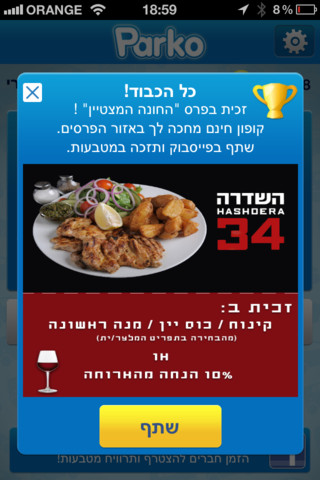 ORANGE 18:59 8%
Parko
כל הכבוד!
זכית בפרס "החונה המצטיין" !
קופון חינם מחכה לך באזור הפרסים.
שתף בפייסבוק ותזכה במטבעות.
השדרה
HASHDERA
34
זכית ב:
קינוח / כוס יין / מנה ראשונה
(מהבחירה בתפריט המלצר/ית)
או
10% הנחה מהארוחה
שתף
הזמן חברים להצטרף ותרוויח מטבעות!